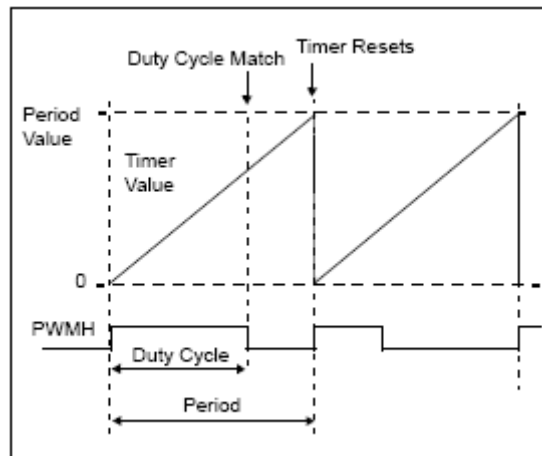 Duty Cycle Match
Timer Resets
Period
Value
Timer
Value
0
PWMH
Duty Cycle
Period